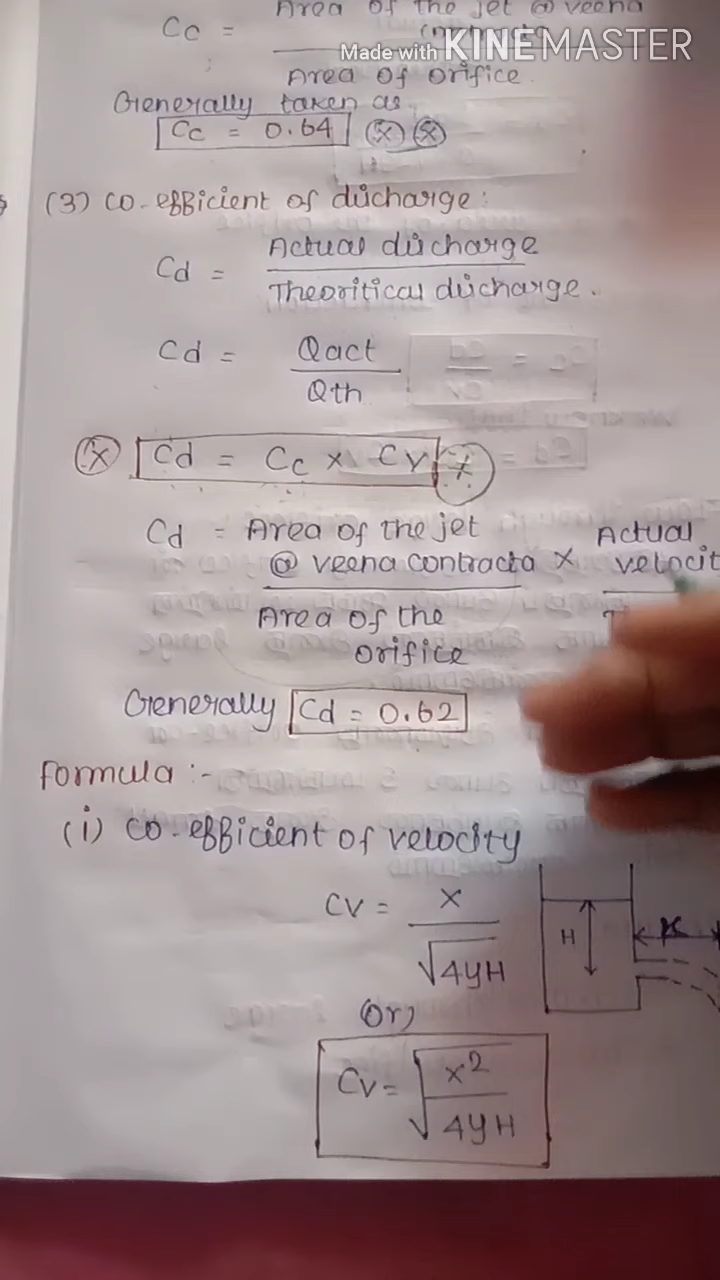 Area of the jet @ veena
Cc =
Made with KINEMASTER
Area of orifice.
Generally taken as
Cc = 0.64 (x) (x)
(3) co-efficient of discharge:
Cd = Actual discharge
Theoritical discharge.
Cd = Qact
Qth
(x) Cd = Cc x Cv x
Cd = Area of the jet
@ veena contracta x Actual
velocit
Area of the
orifice
Generally Cd = 0.62
Formula :-
(i) co-efficient of velocity
Cv = x
√4yH
Or,
H x
Cv = √x²
4yH